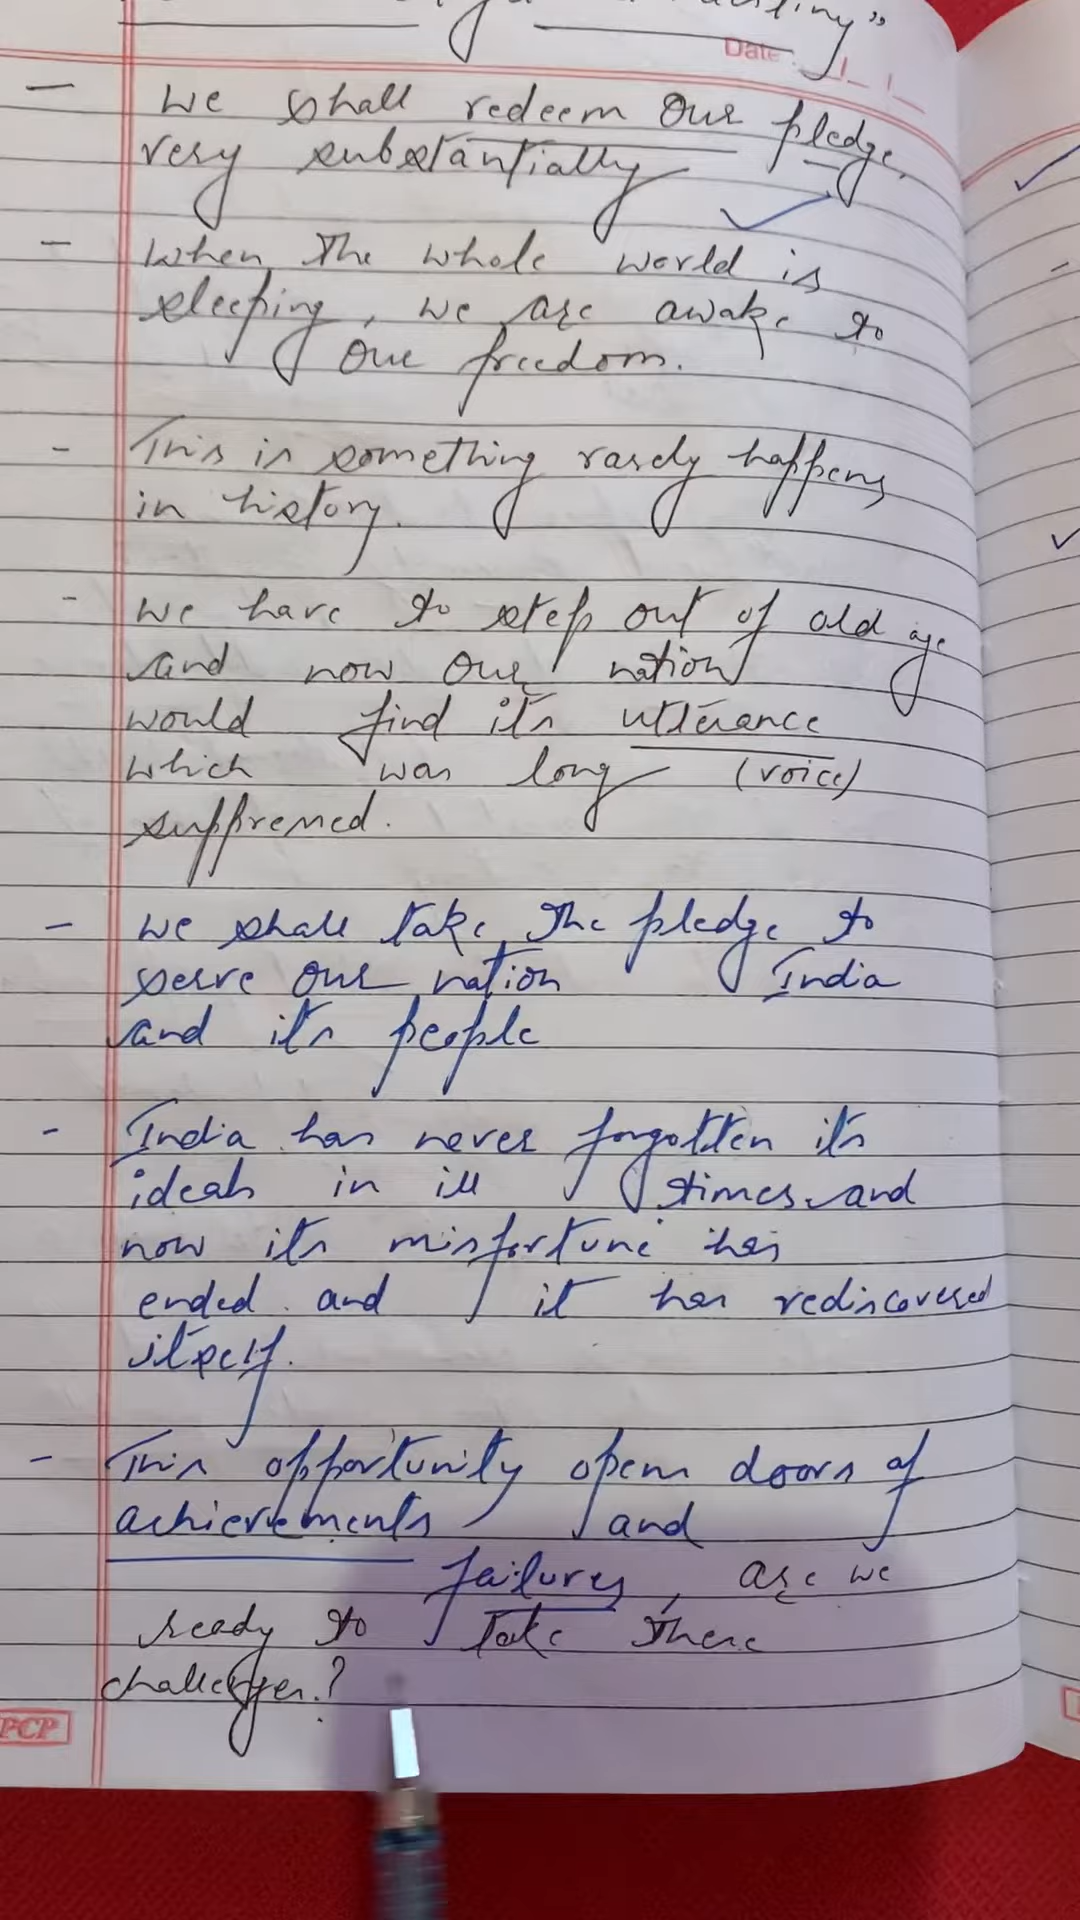 Date
- We shall redeem our pledge,
very substantially
- When the whole world is
sleeping, we are awake to
our freedom.
- This is something rarely happens
in history.
- We have to step out of old age
and now our nation
would find its utterance
which was long (voice)
suppressed.
- We shall take the pledge to
serve our nation India
and its people
- India has never forgotten its
ideals in ill times and
now its misfortune has
ended and it has rediscovered
itself.
- This opportunity opens doors of
achievements and
failures, are we
ready to take these
challenges?
PCP